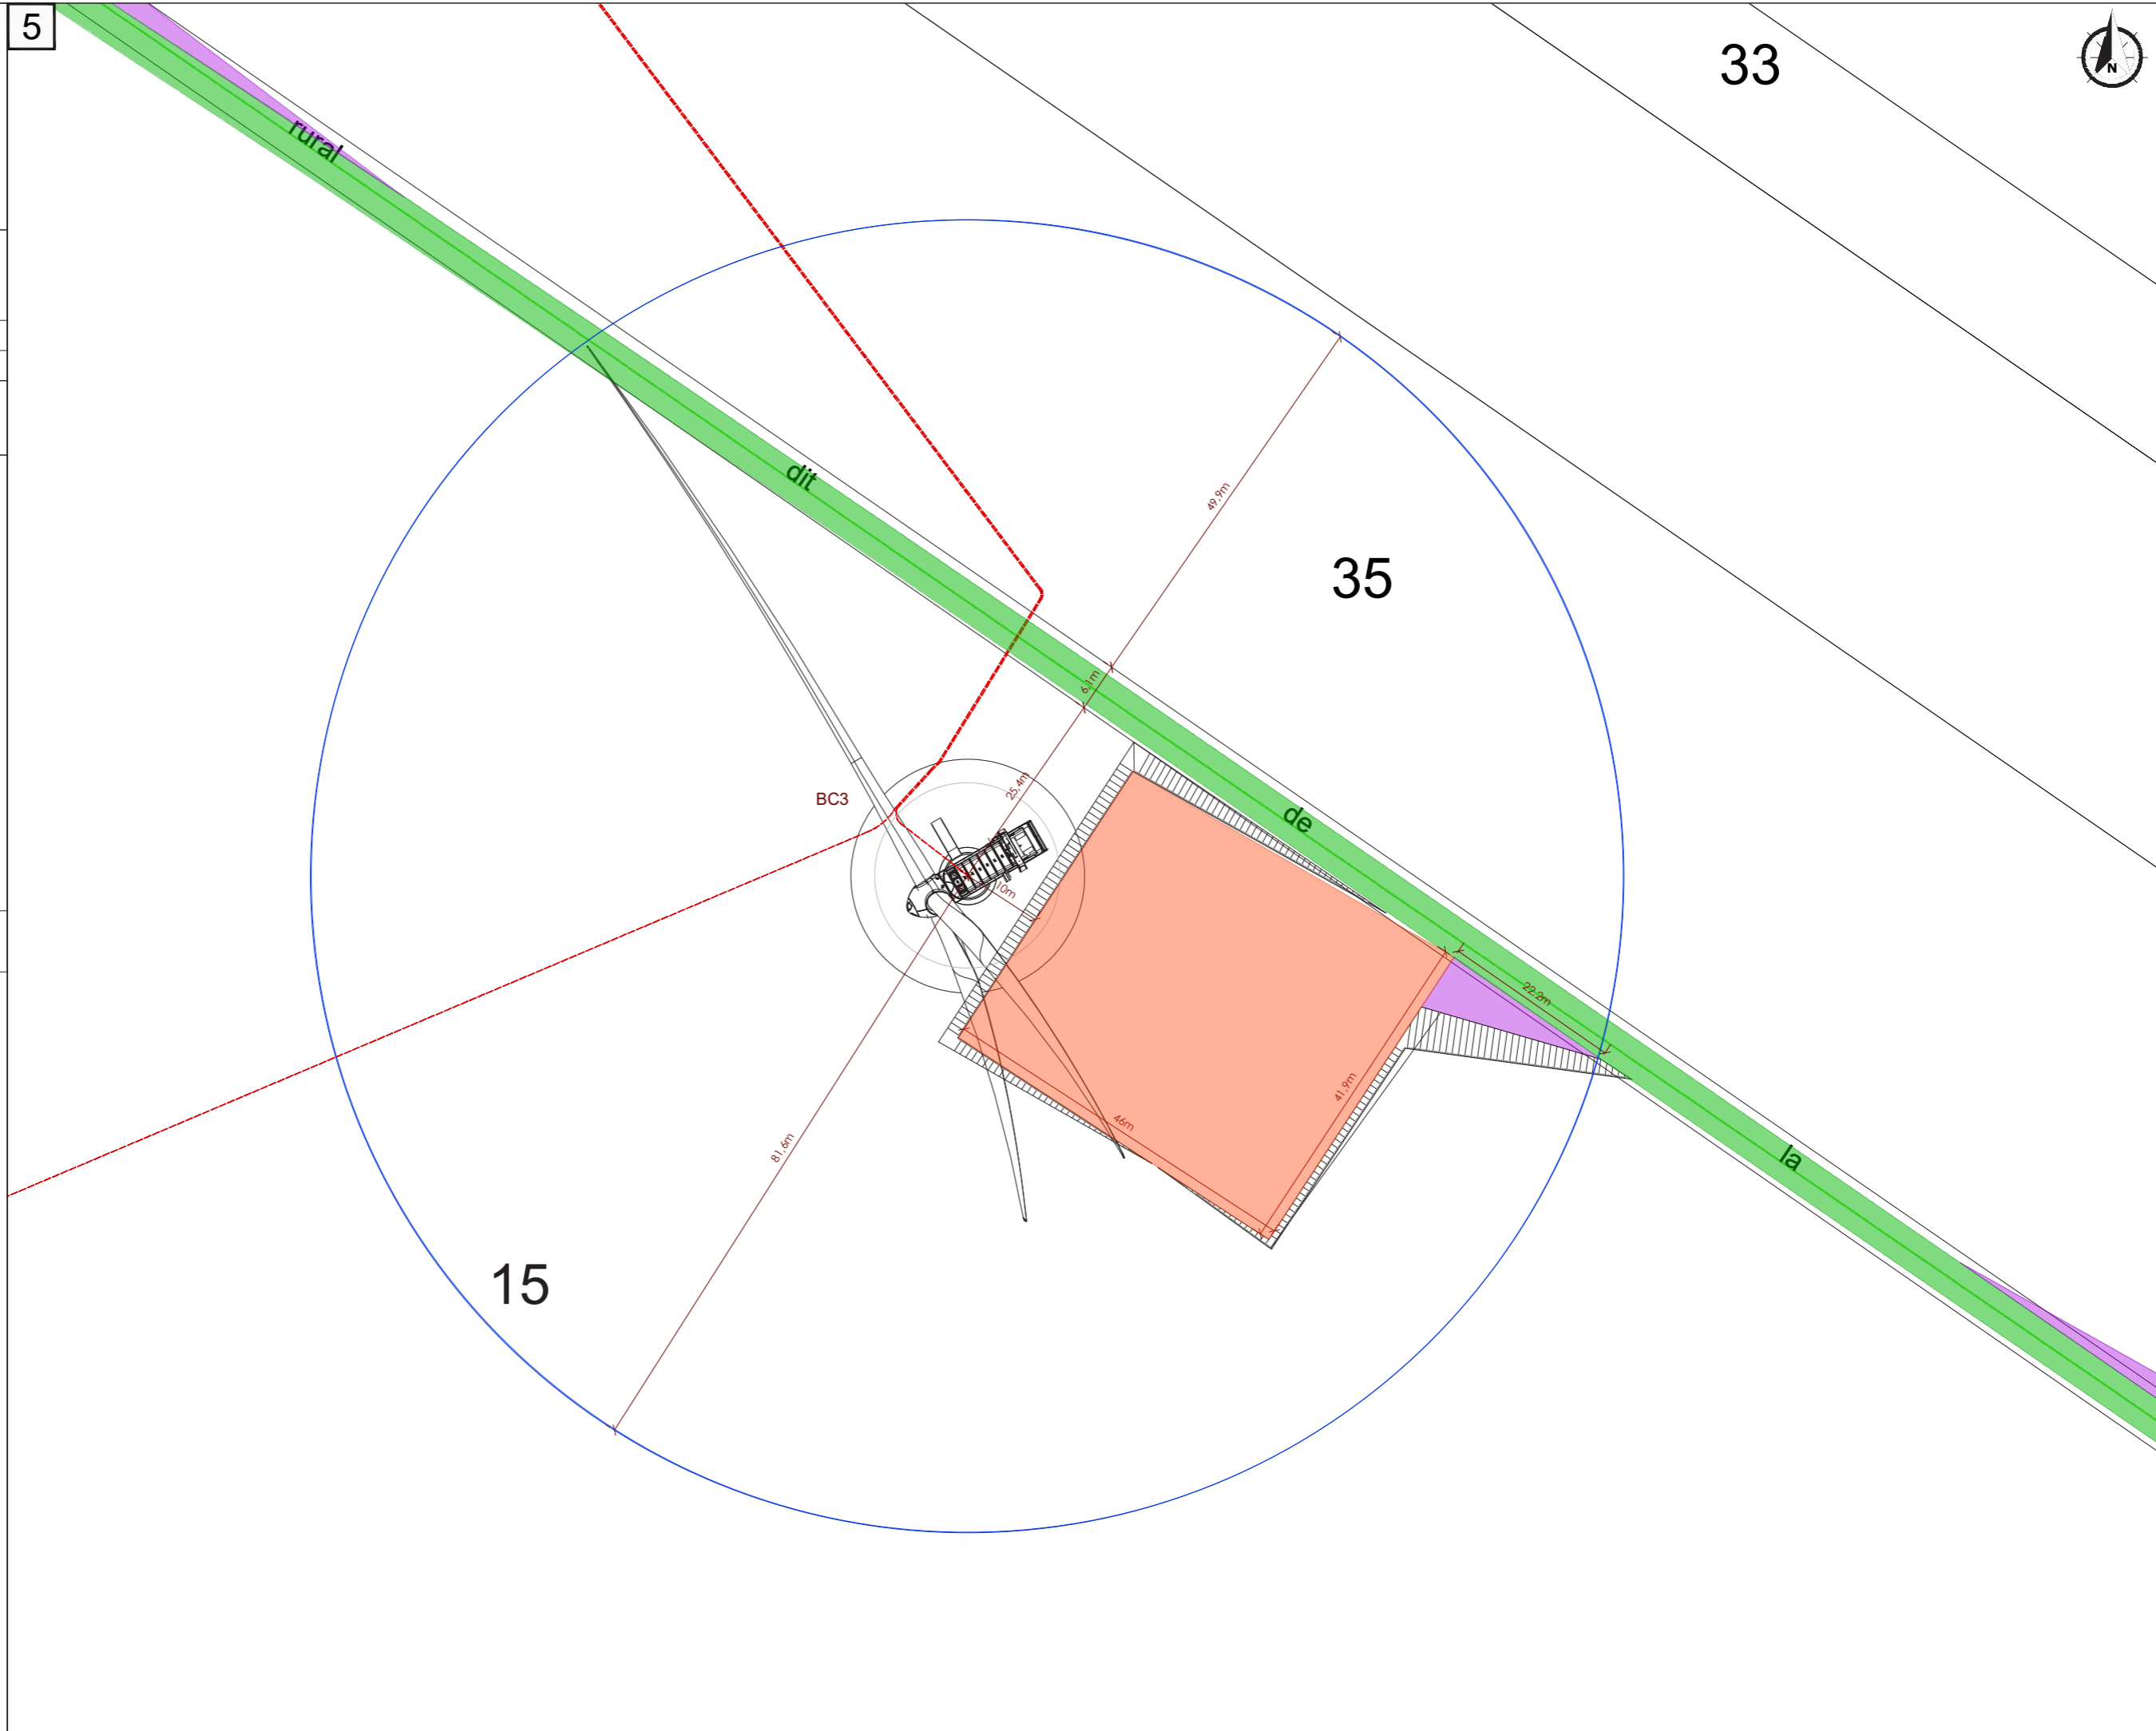 5
33
N
rural
dit
49,9m
35
6,1m
25,4m
BC3
de
10m
22,2m
41,9m
46m
81,6m
la
15